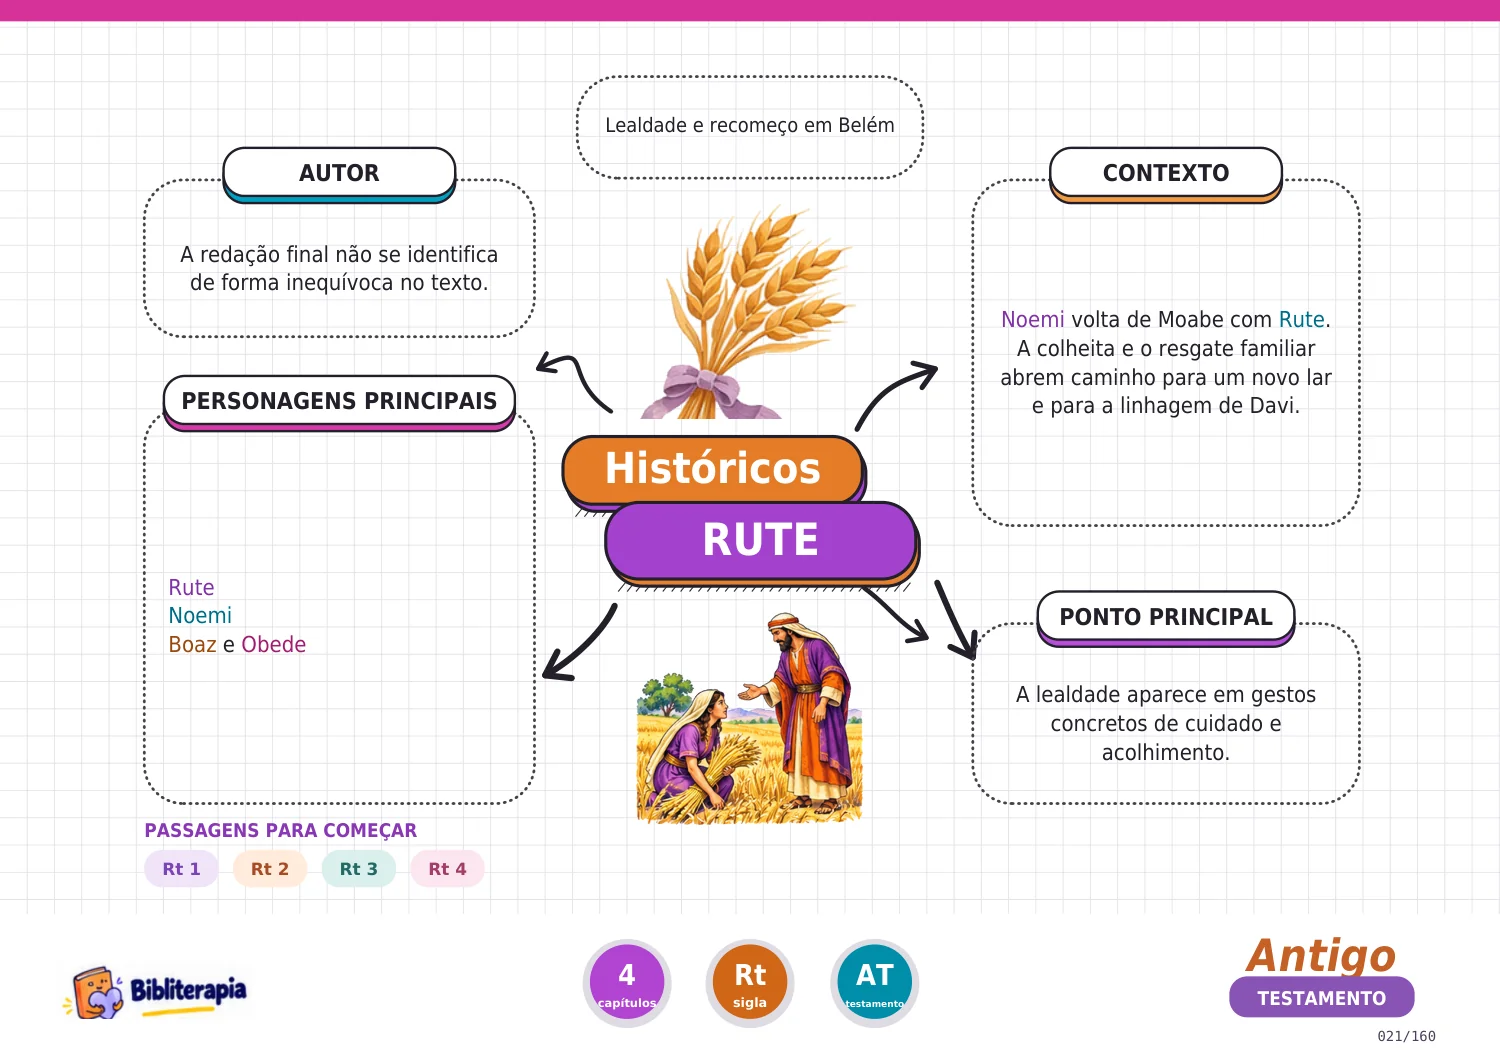 Lealdade e recomeço em Belém
AUTOR
A redação final não se identifica
de forma inequívoca no texto.
CONTEXTO
Noemi volta de Moabe com Rute.
A colheita e o resgate familiar
abrem caminho para um novo lar
e para a linhagem de Davi.
PERSONAGENS PRINCIPAIS
Rute
Noemi
Boaz e Obede
Históricos
RUTE
PONTO PRINCIPAL
A lealdade aparece em gestos
concretos de cuidado e
acolhimento.
PASSAGENS PARA COMEÇAR
Rt 1
Rt 2
Rt 3
Rt 4
Bibliterapia
4
capítulos
Rt
sigla
AT
testamento
Antigo
TESTAMENTO
021/160